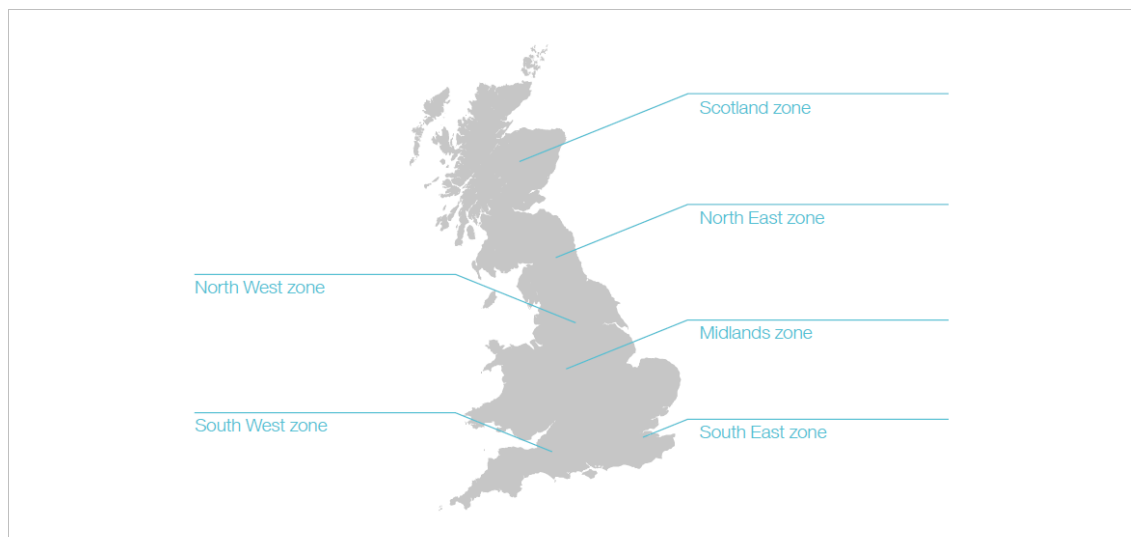 Scotland zone
North East zone
North West zone
Midlands zone
South West zone
South East zone